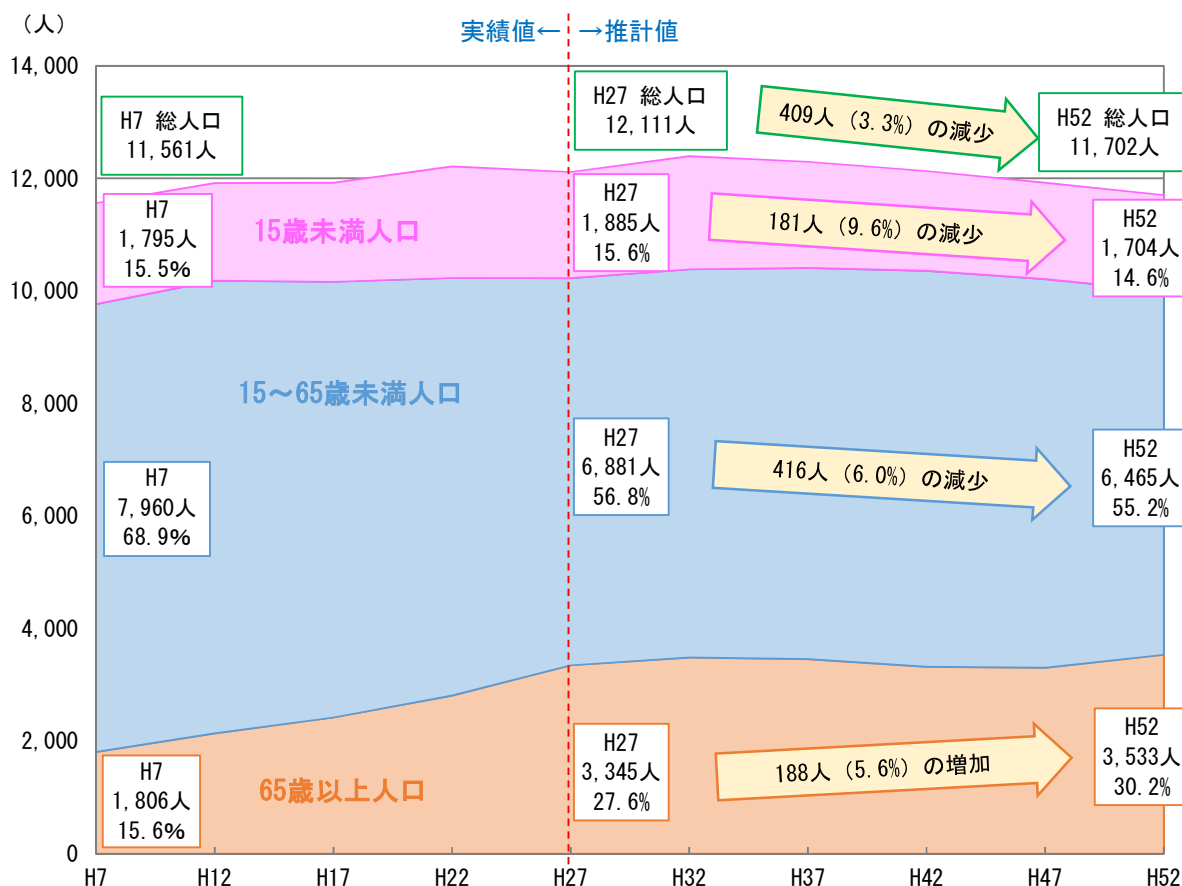 （人）
実績値←
→推計値
14,000
12,000
10,000
8,000
6,000
4,000
2,000
0
H7 総人口
11,561人
H27 総人口
12,111人
409人（3.3%）の減少
H52 総人口
11,702人
H7
1,795人
15.5%
15歳未満人口
H27
1,885人
15.6%
181人（9.6%）の減少
H52
1,704人
14.6%
15～65歳未満人口
H7
7,960人
68.9%
H27
6,881人
56.8%
416人（6.0%）の減少
H52
6,465人
55.2%
H7
1,806人
15.6%
65歳以上人口
H27
3,345人
27.6%
188人（5.6%）の増加
H52
3,533人
30.2%
H7
H12
H17
H22
H27
H32
H37
H42
H47
H52